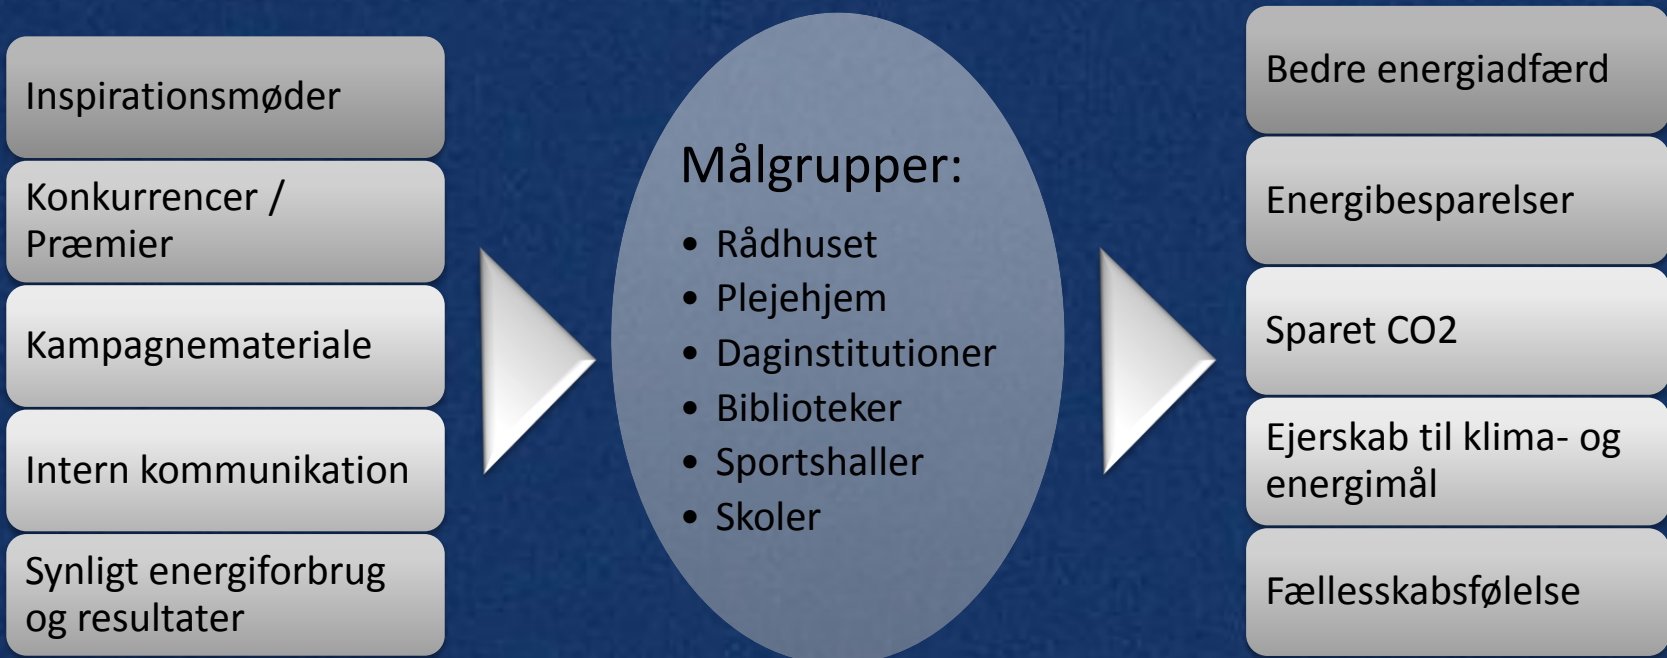 Inspirationsmøder
Konkurrencer /
Præmier
Kampagnemateriale
Intern kommunikation
Synligt energiforbrug
og resultater
Målgrupper:
• Rådhuset
• Plejehjem
• Daginstitutioner
• Biblioteker
• Sportshaller
• Skoler
Bedre energiadfærd
Energibesparelser
Sparet CO2
Ejerskab til klima- og
energimål
Fællesskabsfølelse